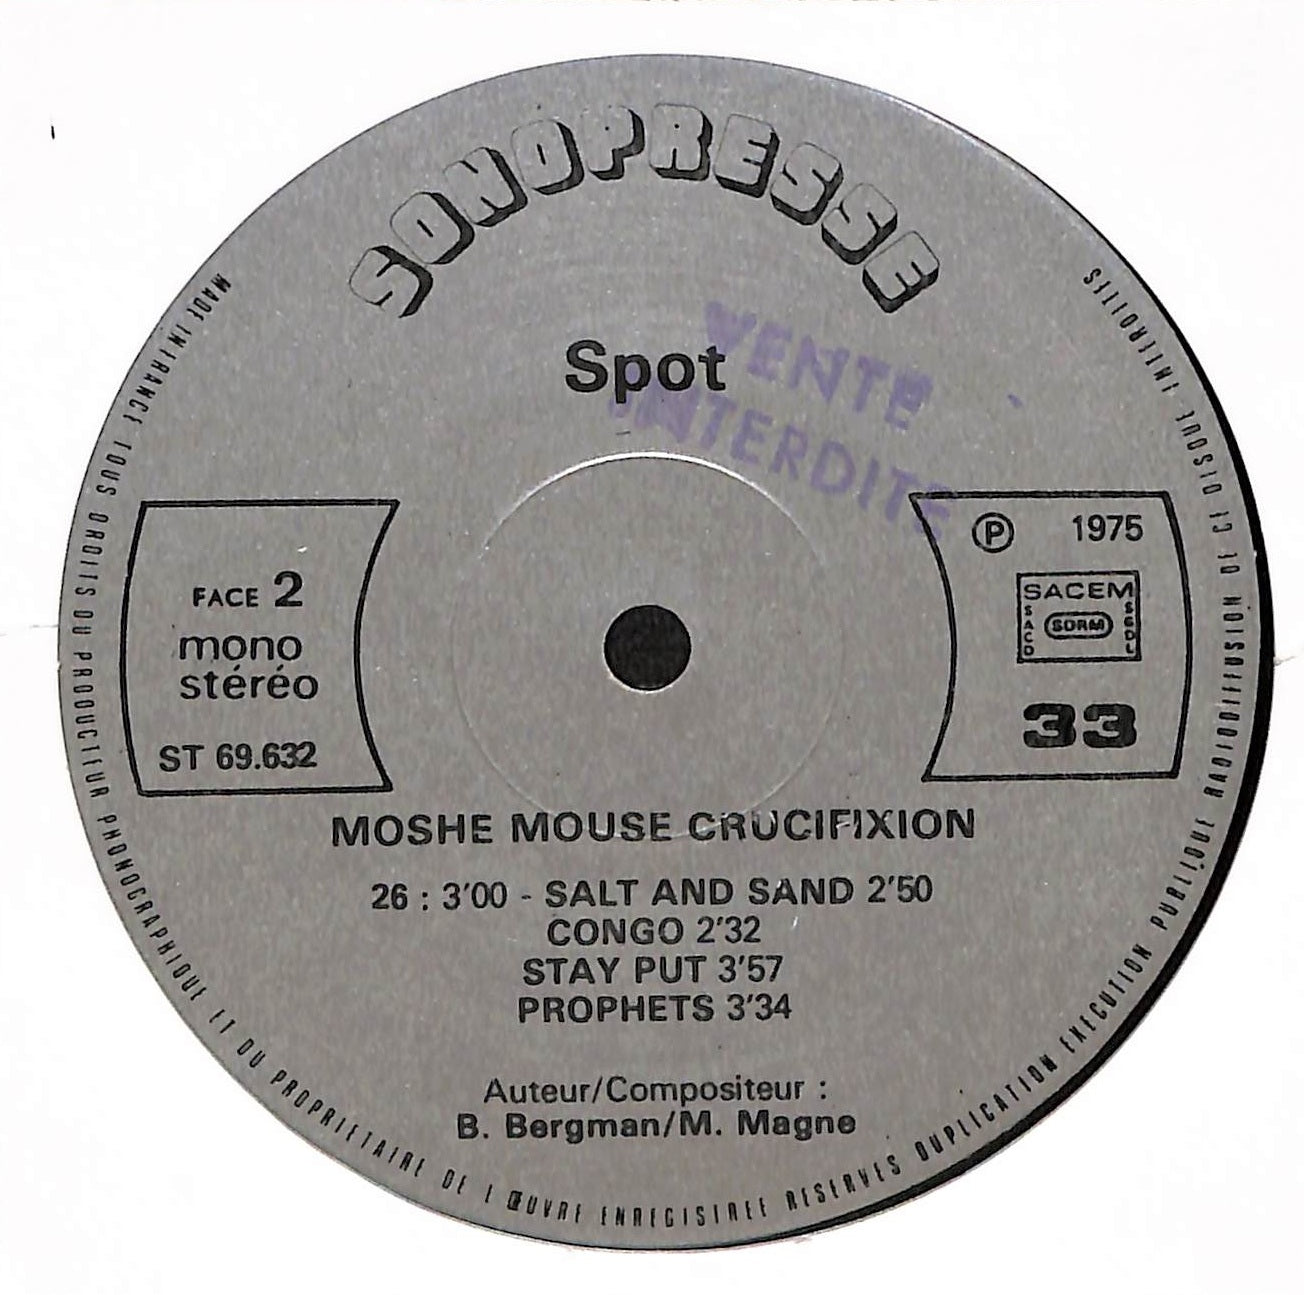 SONOPRESSE
Spot
VENTE
INTERDITE
FACE 2
mono
stéréo
ST 69.632
℗ 1975
SACEM
SACD
SDRM
SGDL
33
MOSHE MOUSE CRUCIFIXION
26 : 3'00 - SALT AND SAND 2'50
CONGO 2'32
STAY PUT 3'57
PROPHETS 3'34
Auteur/Compositeur :
B. Bergman/M. Magne
MADE IN FRANCE TOUS DROITS DU PRODUCTEUR PHONOGRAPHIQUE ET DU PROPRIETAIRE DE L ŒUVRE ENREGISTREE RESERVES DUPLICATION EXECUTION PUBLIQUE RADIODIFFUSION DE CE DISQUE INTERDITES